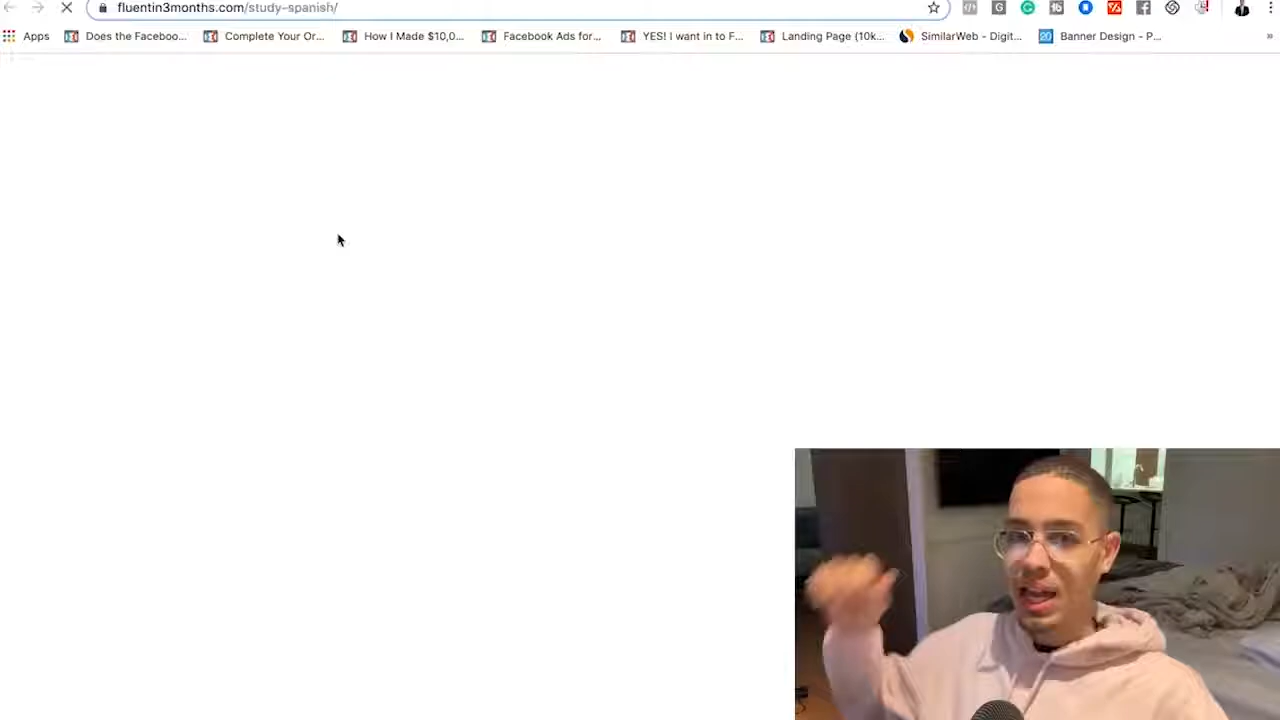 fluentin3months.com/study-spanish/
Apps Does the Faceboo... Complete Your Or... How I Made $10,0... Facebook Ads for... YES! I want in to F... Landing Page {10k... SimilarWeb - Digit... Banner Design - P... »